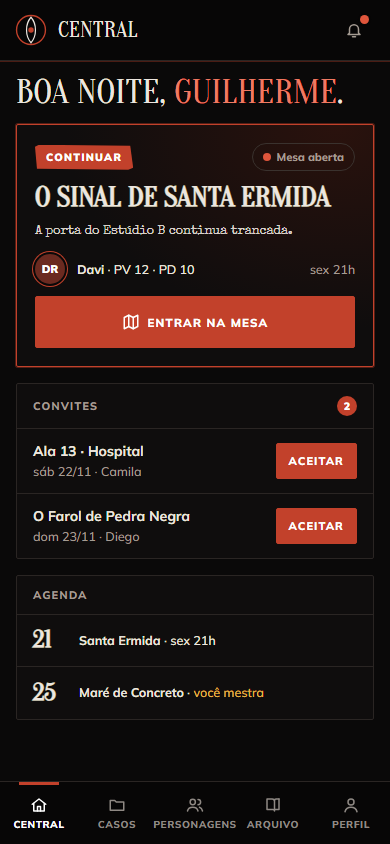 CENTRAL
BOA NOITE, GUILHERME.
CONTINUAR
Mesa aberta
O SINAL DE SANTA ERMIDA
A porta do Estúdio B continua trancada.
DR
Davi · PV 12 · PD 10
sex 21h
ENTRAR NA MESA
CONVITES
2
Ala 13 · Hospital
sáb 22/11 · Camila
ACEITAR
O Farol de Pedra Negra
dom 23/11 · Diego
ACEITAR
AGENDA
21 Santa Ermida · sex 21h
25 Maré de Concreto · você mestra
CENTRAL CASOS PERSONAGENS ARQUIVO PERFIL